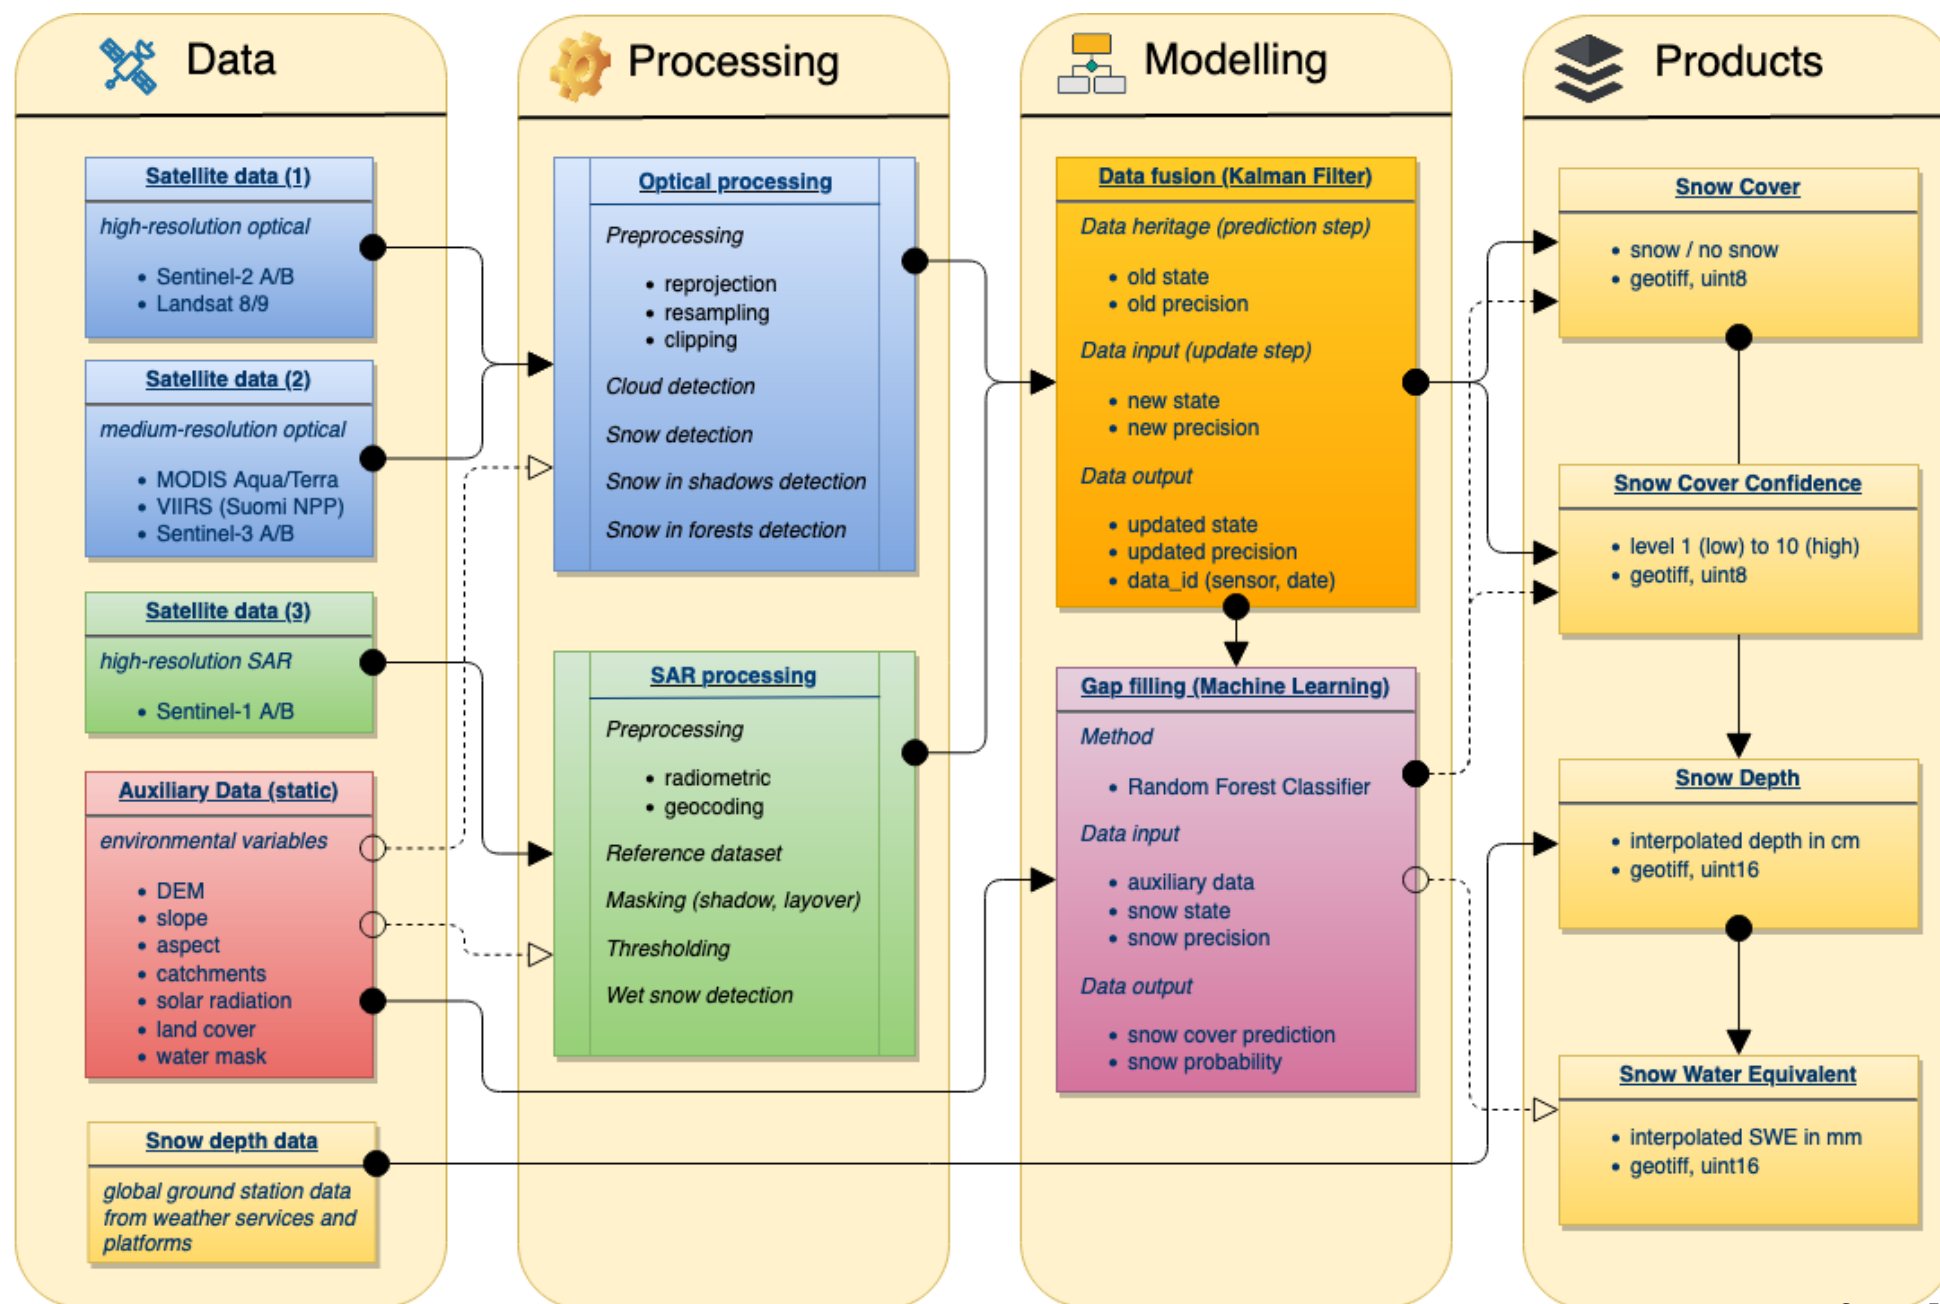 Data
Satellite data (1)
high-resolution optical
• Sentinel-2 A/B
• Landsat 8/9
Satellite data (2)
medium-resolution optical
• MODIS Aqua/Terra
• VIIRS (Suomi NPP)
• Sentinel-3 A/B
Satellite data (3)
high-resolution SAR
• Sentinel-1 A/B
Auxiliary Data (static)
environmental variables
• DEM
• slope
• aspect
• catchments
• solar radiation
• land cover
• water mask
Snow depth data
global ground station data
from weather services and
platforms
Processing
Optical processing
Preprocessing
• reprojection
• resampling
• clipping
Cloud detection
Snow detection
Snow in shadows detection
Snow in forests detection
SAR processing
Preprocessing
• radiometric
• geocoding
Reference dataset
Masking (shadow, layover)
Thresholding
Wet snow detection
Modelling
Data fusion (Kalman Filter)
Data heritage (prediction step)
• old state
• old precision
Data input (update step)
• new state
• new precision
Data output
• updated state
• updated precision
• data_id (sensor, date)
Gap filling (Machine Learning)
Method
• Random Forest Classifier
Data input
• auxiliary data
• snow state
• snow precision
Data output
• snow cover prediction
• snow probability
Products
Snow Cover
• snow / no snow
• geotiff, uint8
Snow Cover Confidence
• level 1 (low) to 10 (high)
• geotiff, uint8
Snow Depth
• interpolated depth in cm
• geotiff, uint16
Snow Water Equivalent
• interpolated SWE in mm
• geotiff, uint16